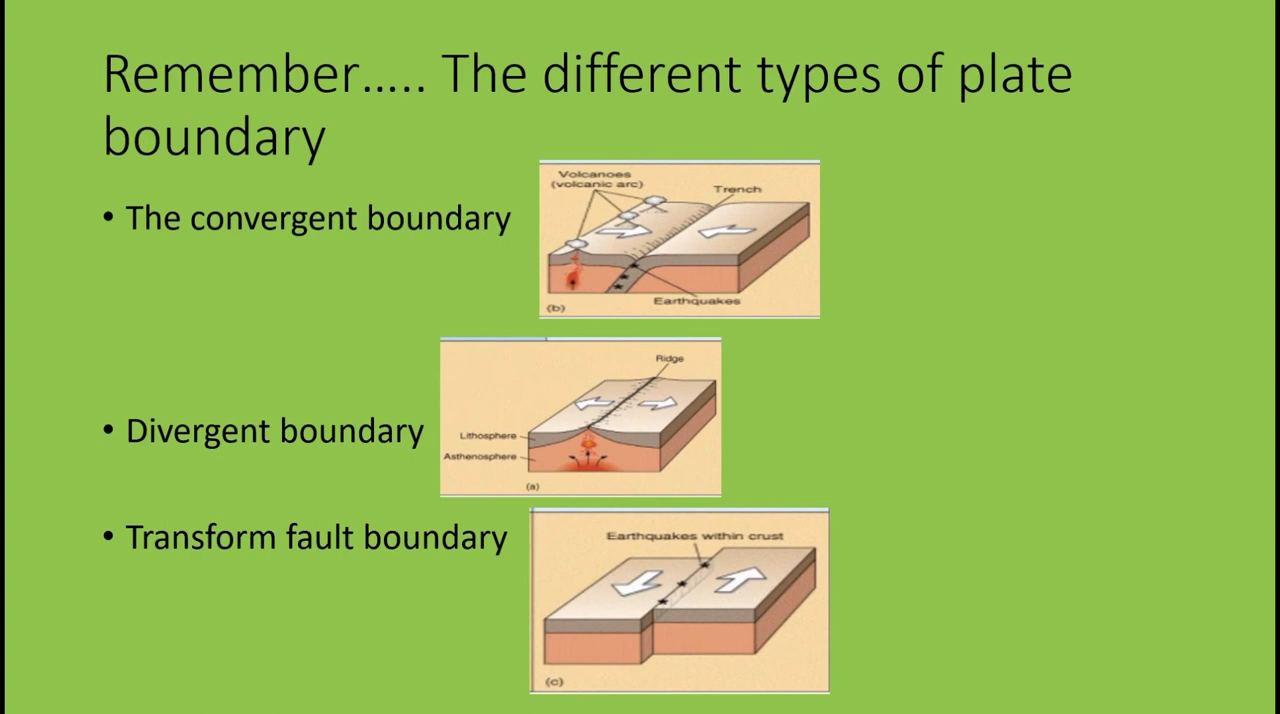 Remember….. The different types of plate
boundary
• The convergent boundary
Volcanoes
(volcanic arc)
Trench
Earthquakes
(b)
• Divergent boundary
Ridge
Lithosphere
Asthenosphere
(a)
• Transform fault boundary
Earthquakes within crust
(c)